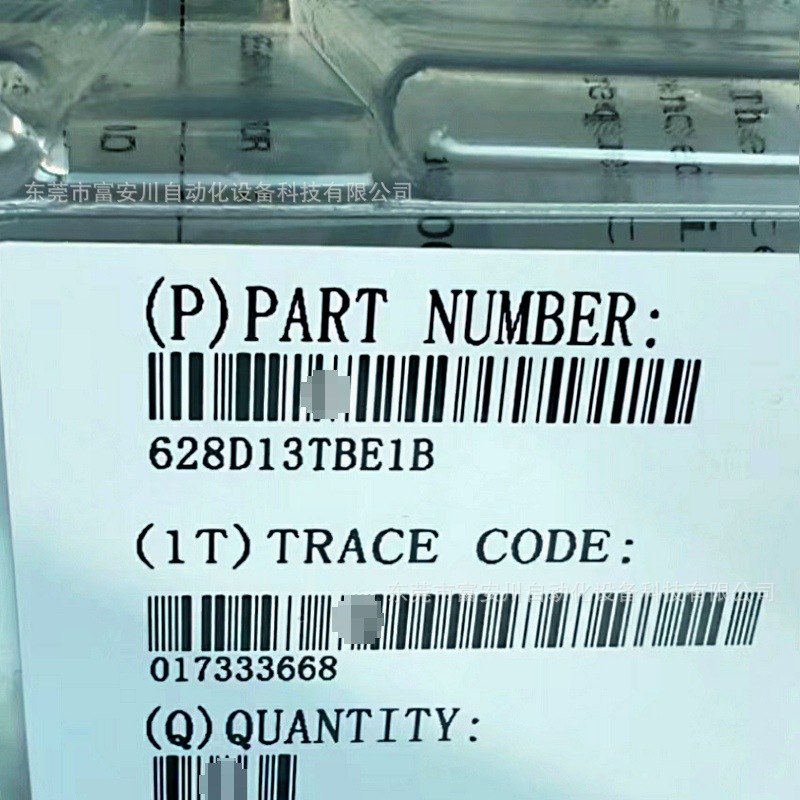 东莞市富安川自动化设备科技有限公司
(P)PART NUMBER:
628D13TBE1B
(1T)TRACE CODE:
东莞市富安川自动化设备科技有限公司
017333668
(Q)QUANTITY: